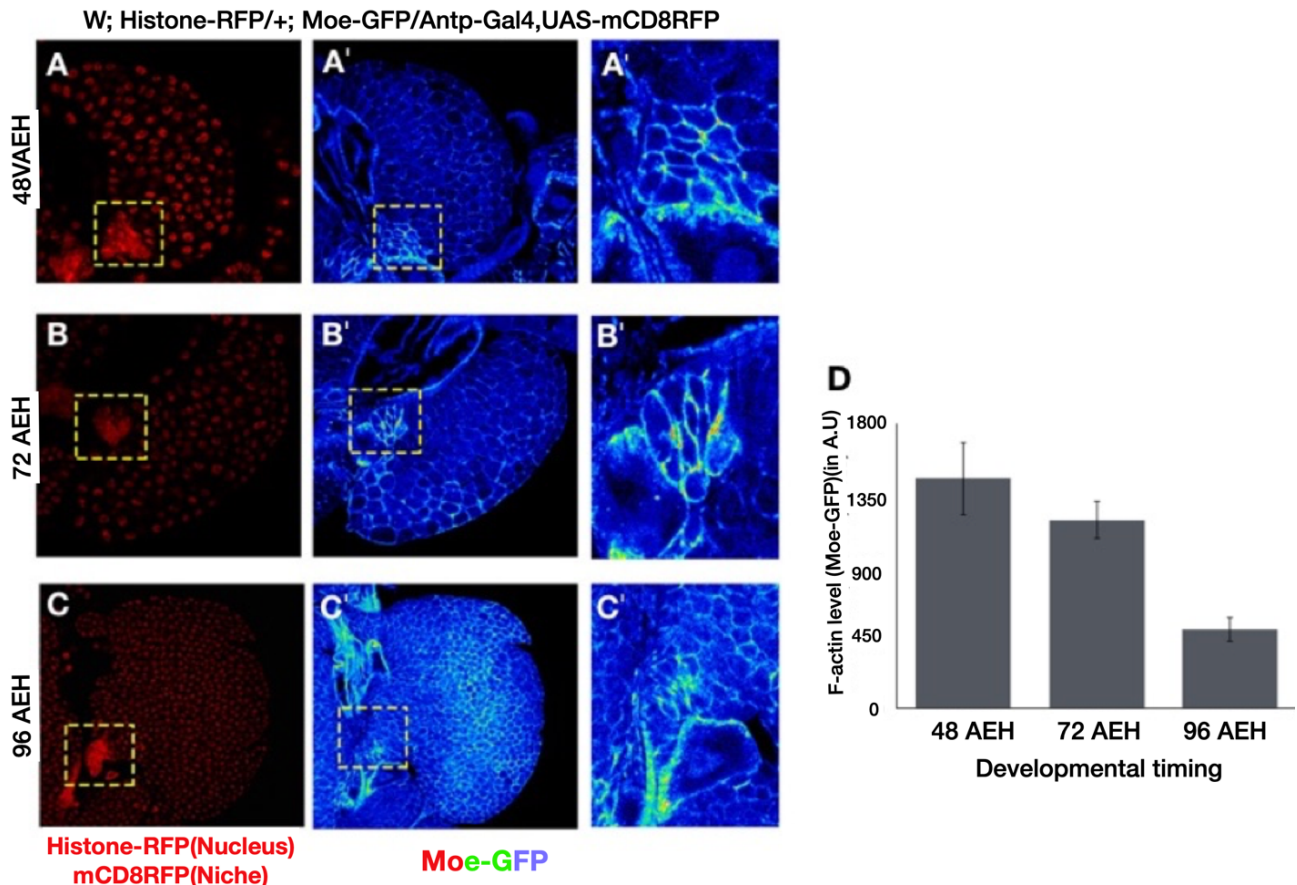 W; Histone-RFP/+; Moe-GFP/Antp-Gal4,UAS-mCD8RFP
A
A'
A'
48VAEH
B
B'
B'
72 AEH
C
C'
C'
96 AEH
Histone-RFP(Nucleus)
mCD8RFP(Niche)
Moe-GFP
D
F-actin level (Moe-GFP)(in A.U)
1800
1350
900
450
0
48 AEH
72 AEH
96 AEH
Developmental timing